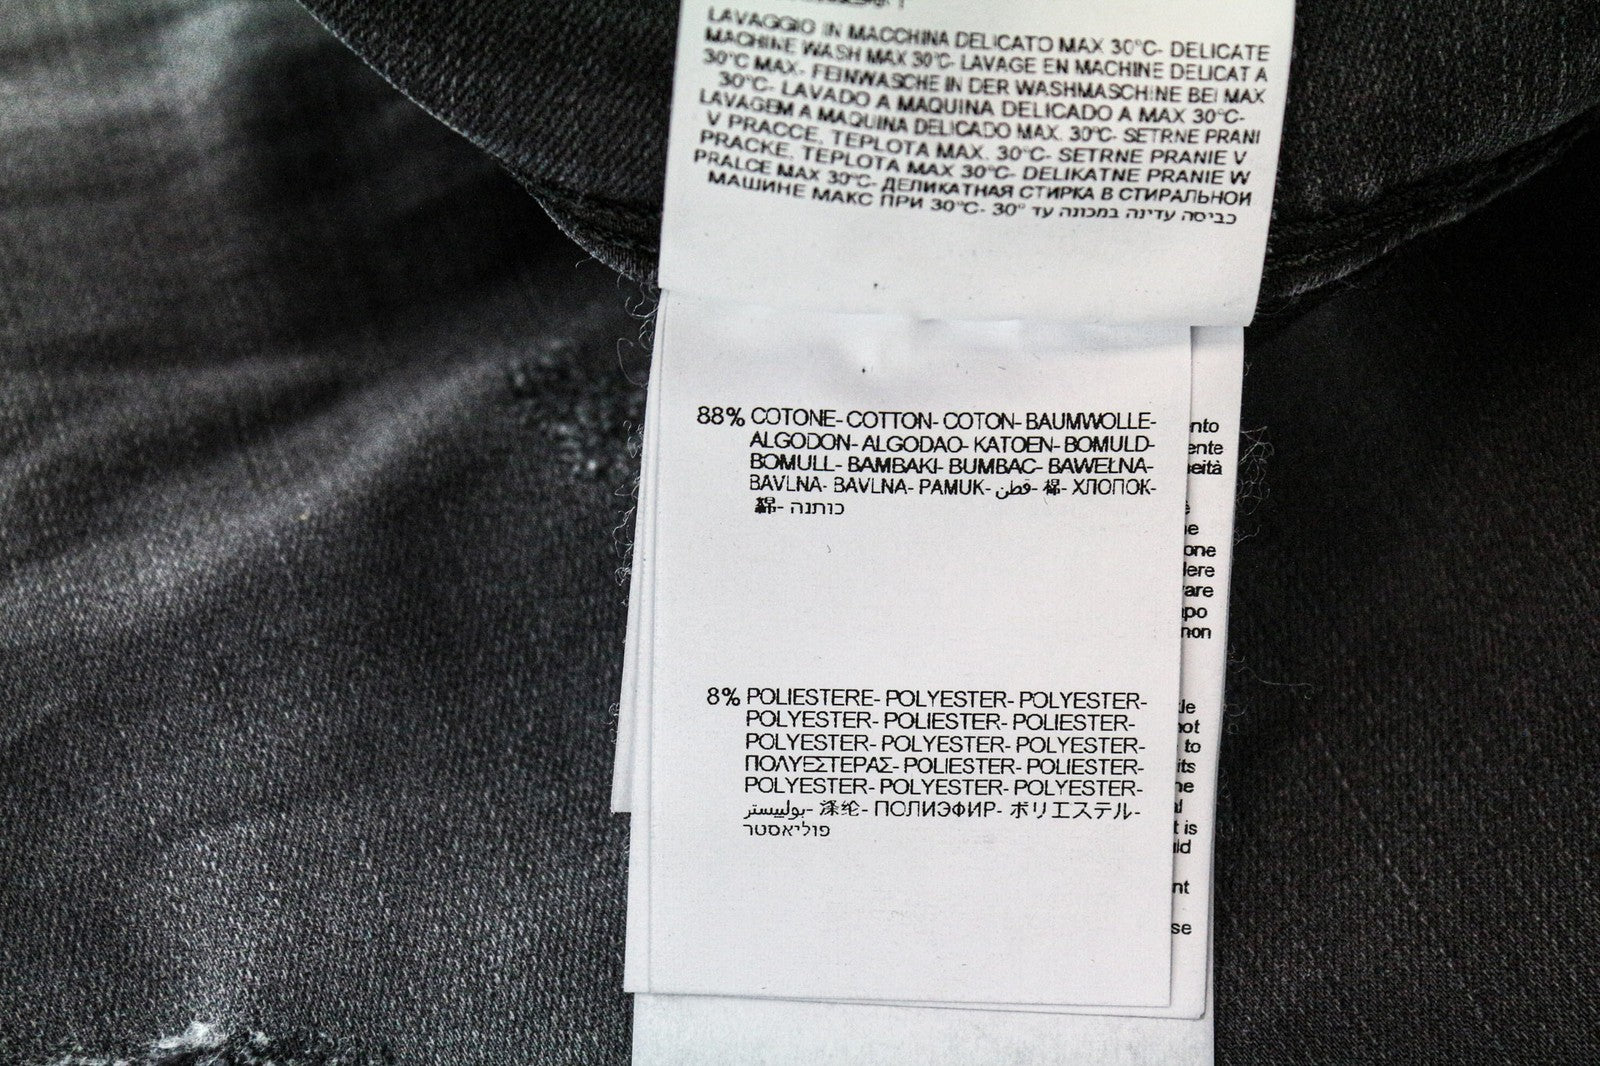 LAVAGGIO IN MACCHINA DELICATO MAX 30°C- DELICATE
MACHINE WASH MAX 30°C- LAVAGE EN MACHINE DELICAT A
30°C MAX.- FEINWASCHE IN DER WASHMASCHINE BEI MAX
30°C- LAVADO A MAQUINA DELICADO A MAX 30°C-
LAVAGEM A MAQUINA DELICADO MAX. 30°C- SETRNE PRANI
V PRACCE, TEPLOTA MAX. 30°C- SETRNE PRANIE V
PRACKE, TEPLOTA MAX 30°C- DELIKATNE PRANIE W
PRALCE MAX 30°C- ДЕЛИКАТНАЯ СТИРКА В СТИРАЛЬНОЙ
МАШИНЕ МАКС ПРИ 30°C- 30° כביסה עדינה במכונה עד
88% COTONE- COTTON- COTON- BAUMWOLLE-
ALGODON- ALGODAO- KATOEN- BOMULD-
BOMULL- BAMBAKI- BUMBAC- BAWEŁNA-
BAVLNA- BAVLNA- PAMUK- قطن- 棉- ХЛОПОК-
綿- כותנה
8% POLIESTERE- POLYESTER- POLYESTER-
POLYESTER- POLIESTER- POLIESTER-
POLYESTER- POLYESTER- POLYESTER-
ΠΟΛΥΕΣΤΕΡΑΣ- POLIESTER- POLIESTER-
POLYESTER- POLYESTER- POLYESTER-
بولييستر- 涤纶- ПОЛИЭФИР- ポリエステル-
פוליאסטר